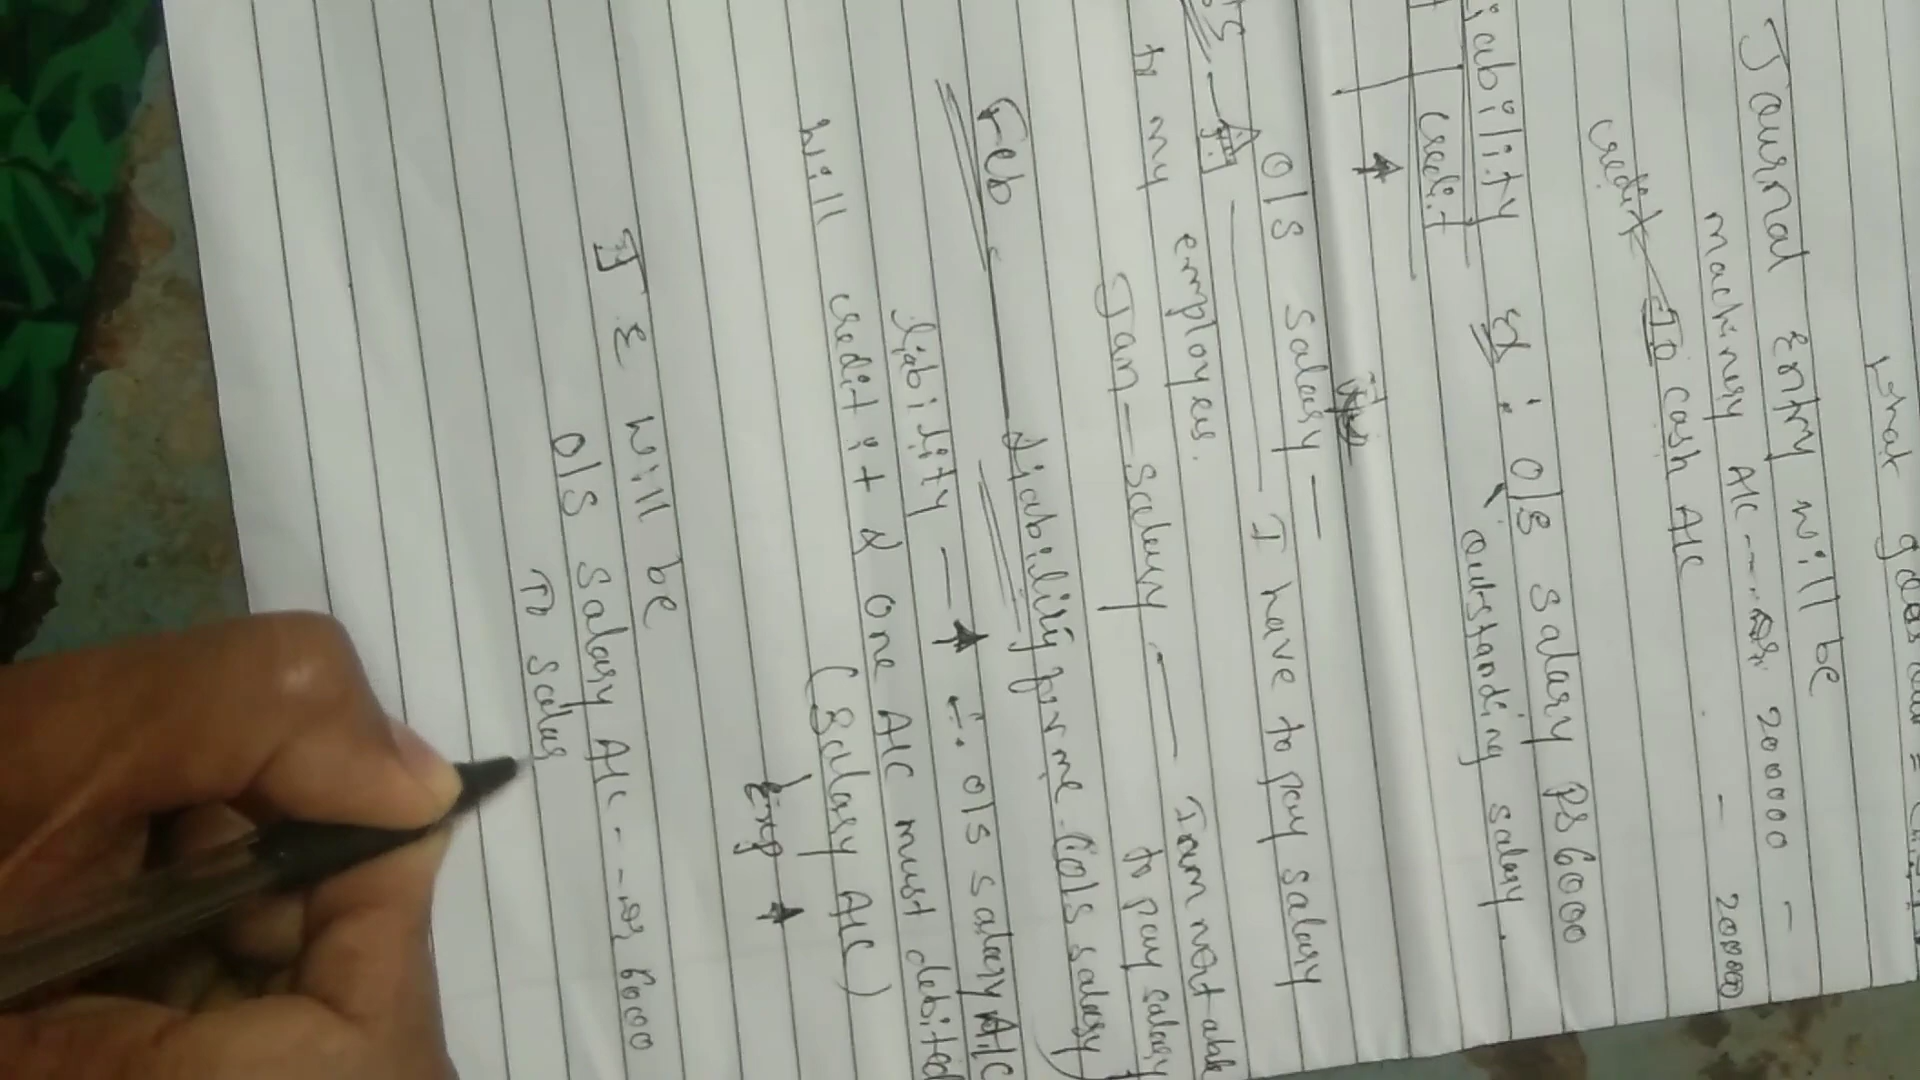 what goes
Journal Entry will be
machinery A/C --- Dr. 200000 -
credit To cash A/C - 200000
iability Ex : O/S Salary RS 6000
credit outstanding salary.
O/S Salary -
I have to pay salary
to my employees.
Jan - Salary - I am not able
to pay salary
Feb - Liability for me (O/S Salary)
liability - ∴ O/S Salary A/C
will credit it & one A/C must debited
(Salary A/C)
Exp
J E will be
O/S Salary A/C --- Dr 6000
To Salar